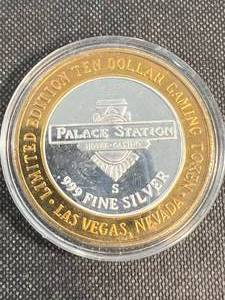 LIMITED EDITION TEN DOLLAR GAMING TOKEN
PALACE STATION
HOTEL • CASINO
S
.999 FINE SILVER
• LAS VEGAS, NEVADA •